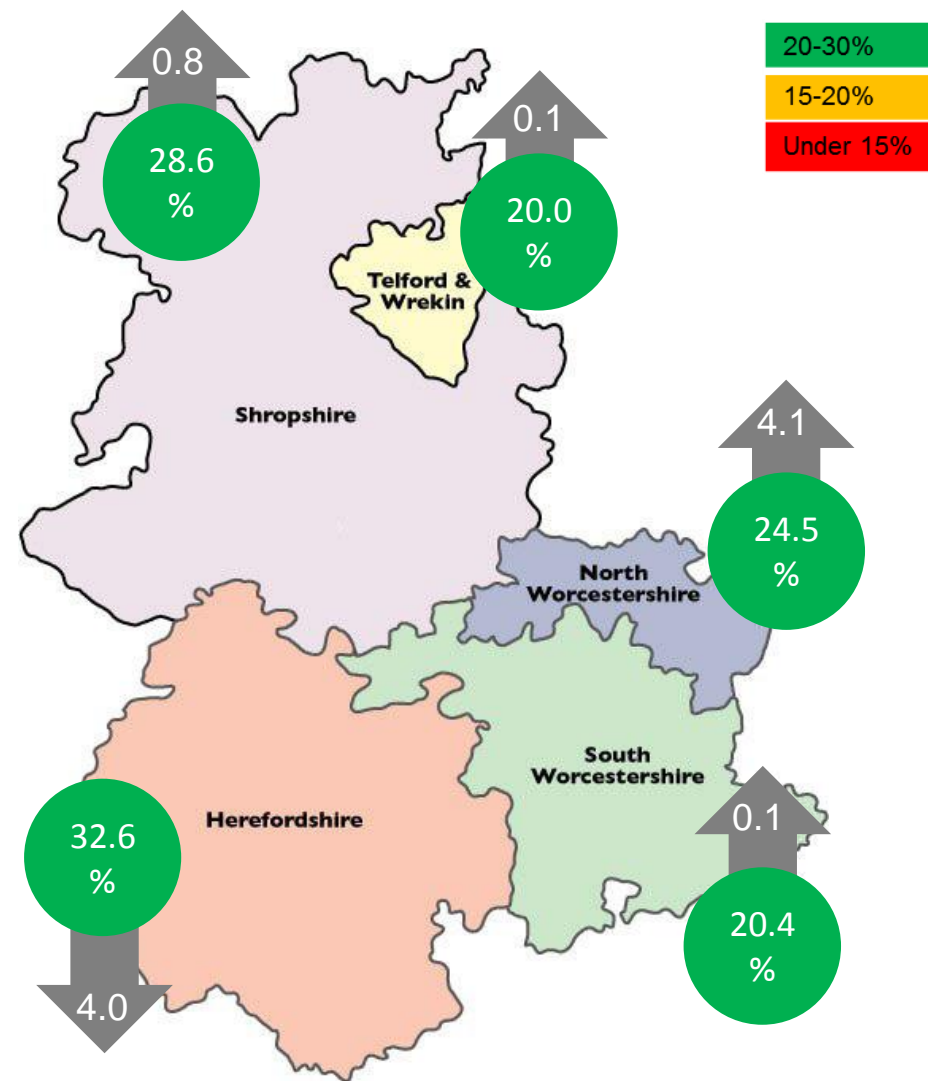 0.8
28.6
%
0.1
20.0
%
20-30%
15-20%
Under 15%
Telford &
Wrekin
Shropshire
4.1
24.5
%
North
Worcestershire
South
Worcestershire
Herefordshire
32.6
%
4.0
0.1
20.4
%